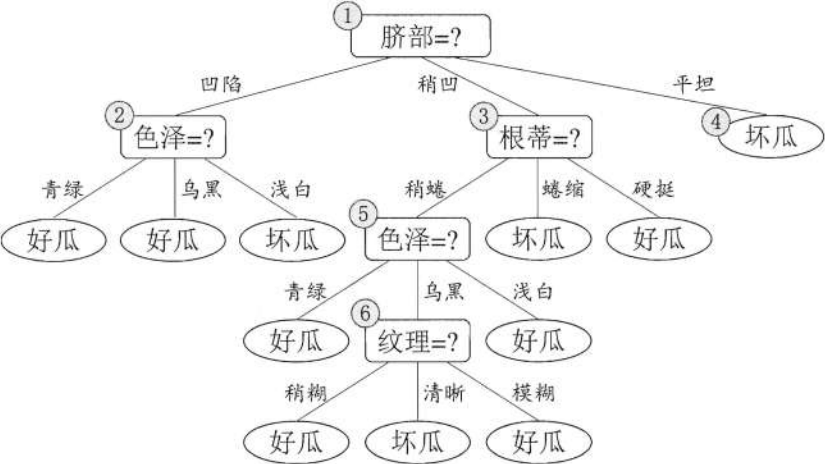 ① 脐部=?
凹陷 稍凹 平坦
② 色泽=? ③ 根蒂=? ④ 坏瓜
青绿 乌黑 浅白 稍蜷 蜷缩 硬挺
好瓜 好瓜 坏瓜 ⑤ 色泽=? 坏瓜 好瓜
青绿 乌黑 浅白
好瓜 ⑥ 纹理=? 好瓜
稍糊 清晰 模糊
好瓜 坏瓜 好瓜